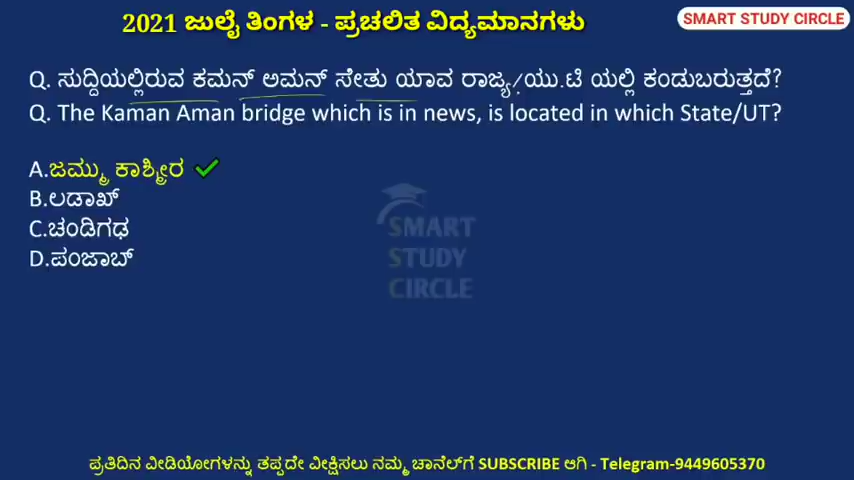 2021 ಜುಲೈ ತಿಂಗಳ - ಪ್ರಚಲಿತ ವಿದ್ಯಮಾನಗಳು
SMART STUDY CIRCLE
Q. ಸುದ್ದಿಯಲ್ಲಿರುವ ಕಮನ್ ಅಮನ್ ಸೇತು ಯಾವ ರಾಜ್ಯ/ಯು.ಟಿ ಯಲ್ಲಿ ಕಂಡುಬರುತ್ತದೆ?
Q. The Kaman Aman bridge which is in news, is located in which State/UT?
A.ಜಮ್ಮು ಕಾಶ್ಮೀರ
B.ಲಡಾಖ್
C.ಚಂಡಿಗಢ
D.ಪಂಜಾಬ್
SMART
STUDY
CIRCLE
ಪ್ರತಿದಿನ ವೀಡಿಯೋಗಳನ್ನು ತಪ್ಪದೇ ವೀಕ್ಷಿಸಲು ನಮ್ಮ ಚಾನೆಲ್‌ಗೆ SUBSCRIBE ಆಗಿ - Telegram-9449605370